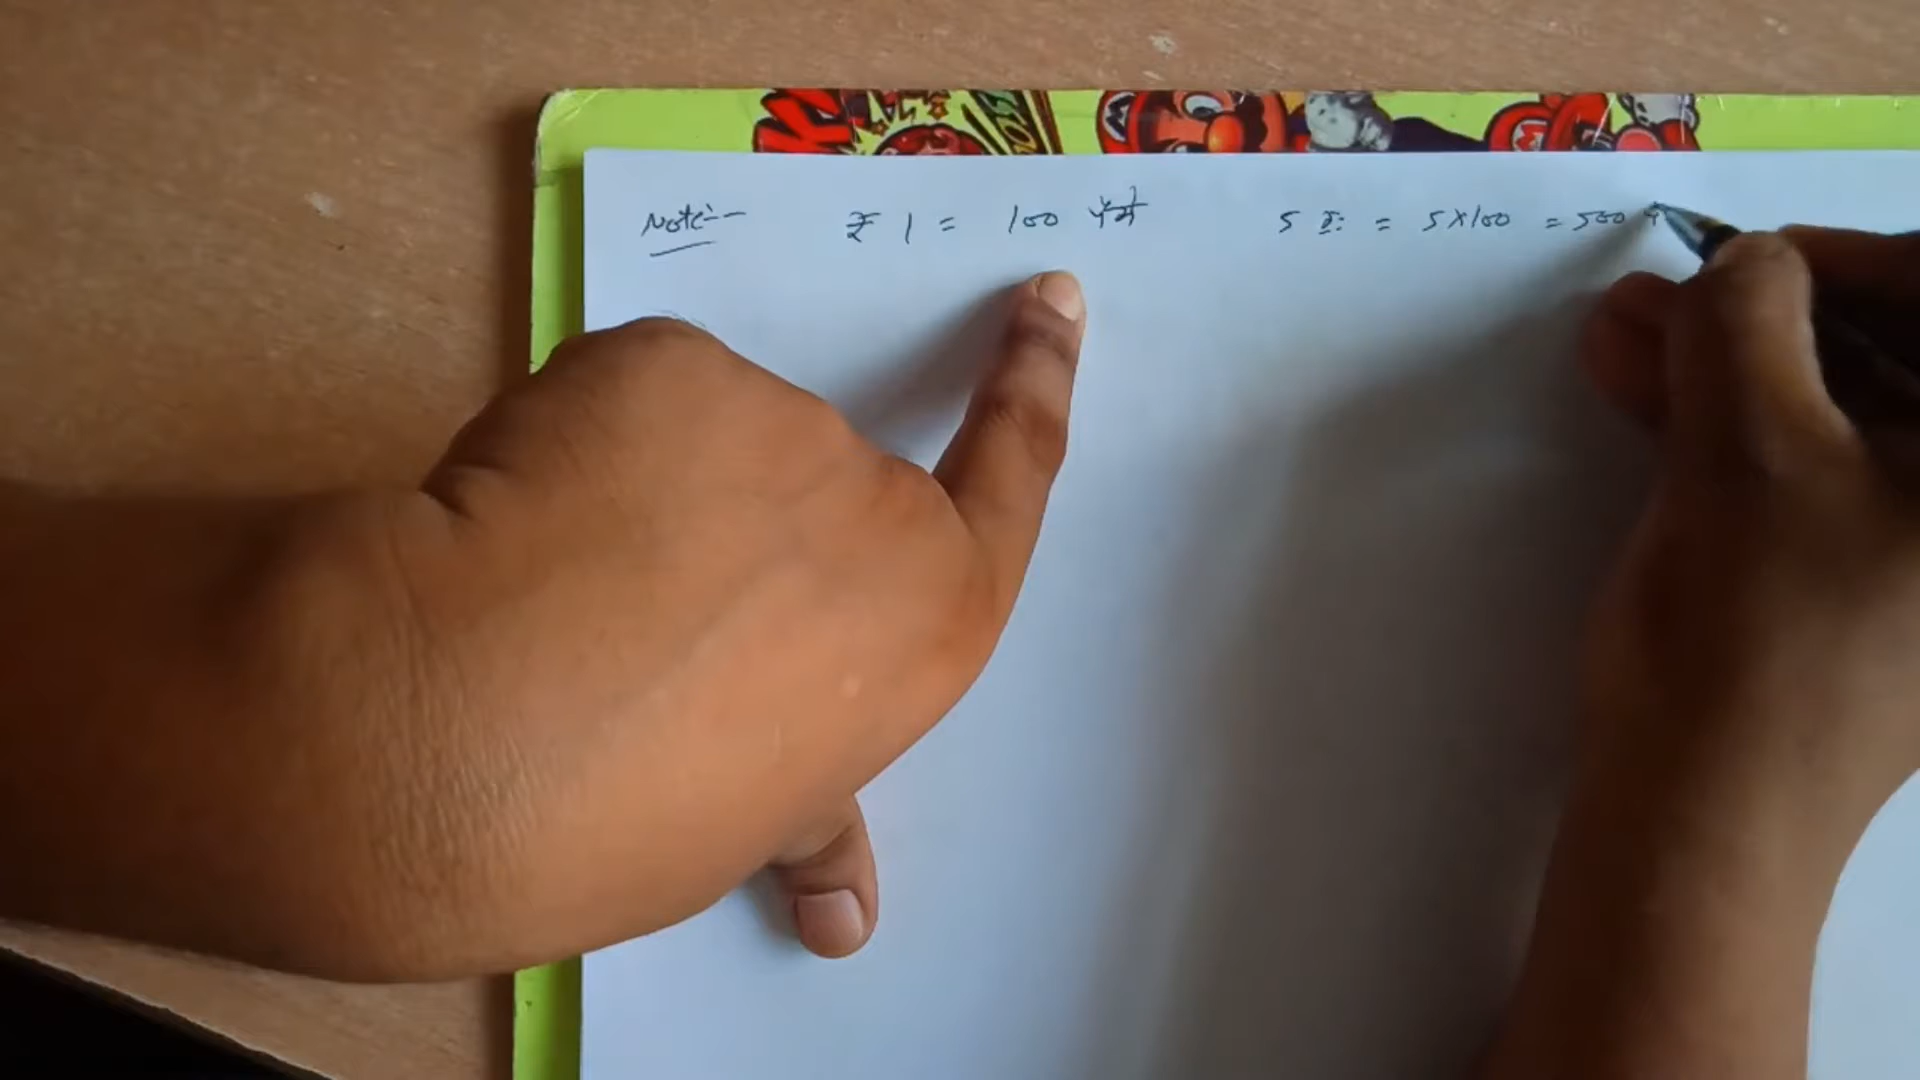 Note:- ₹ 1 = 100 पैसे 5 रु: = 5×100 = 500